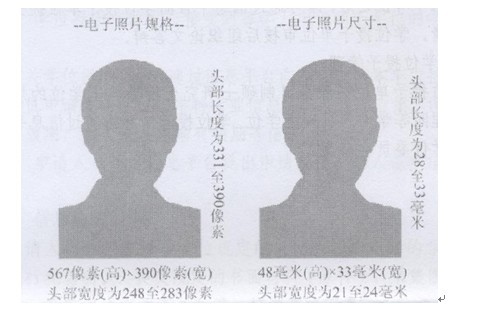 --电子照片规格--
头部长度为331至390像素
567像素(高)×390像素(宽)
头部宽度为248至283像素
--电子照片尺寸--
头部长度为28至33毫米
48毫米(高)×33毫米(宽)
头部宽度为21至24毫米